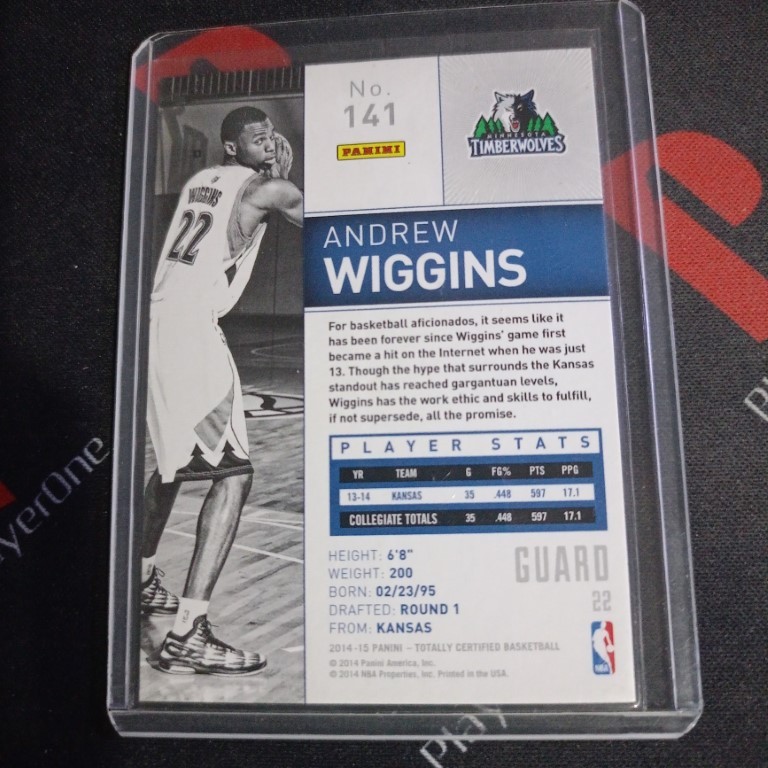 No.
141
PANINI
MINNESOTA
TIMBERWOLVES
WIGGINS
22
ANDREW
WIGGINS
For basketball aficionados, it seems like it
has been forever since Wiggins' game first
became a hit on the Internet when he was just
13. Though the hype that surrounds the Kansas
standout has reached gargantuan levels,
Wiggins has the work ethic and skills to fulfill,
if not supersede, all the promise.
PLAYER STATS
YR TEAM G FG% PTS PPG
13-14 KANSAS 35 .448 597 17.1
COLLEGIATE TOTALS 35 .448 597 17.1
HEIGHT: 6'8"
WEIGHT: 200
BORN: 02/23/95
DRAFTED: ROUND 1
FROM: KANSAS
GUARD
22
2014-15 PANINI – TOTALLY CERTIFIED BASKETBALL
© 2014 Panini America, Inc.
© 2014 NBA Properties, Inc. Printed in the USA.
NBA
layerOne
Play
pl